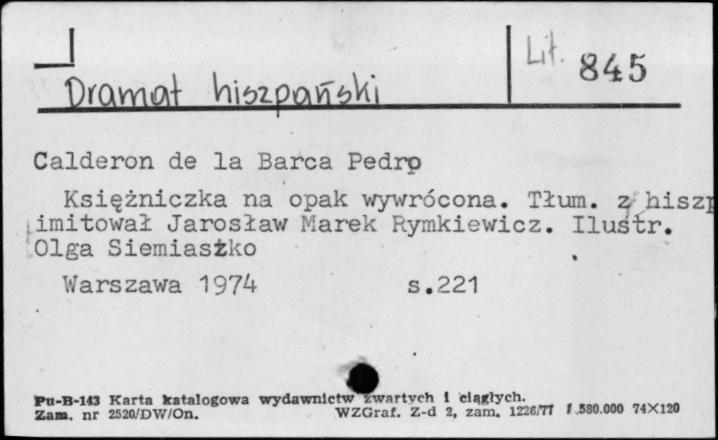 Lit. 845
Dramat hiszpański
Calderon de la Barca Pedro
Księżniczka na opak wywrócona. Tłum. z hiszp
imitował Jarosław Marek Rymkiewicz. Ilustr.
Olga Siemiaszko
Warszawa 1974 s.221
Pu-B-143 Karta katalogowa wydawnictw zwartych i ciągłych.
Zam. nr 2520/DW/On. WZGraf. Z-d 2, zam. 1226/77 1.580.000 74×120